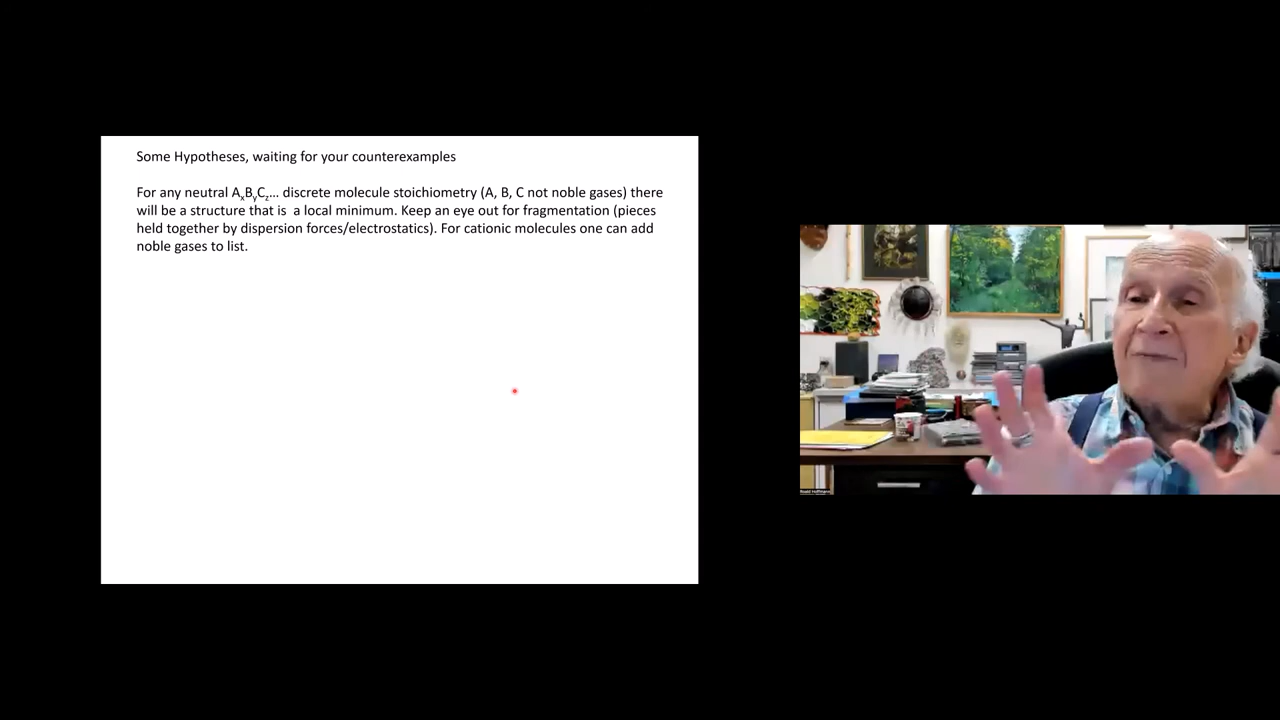 Some Hypotheses, waiting for your counterexamples
For any neutral AxByCz... discrete molecule stoichiometry (A, B, C not noble gases) there
will be a structure that is  a local minimum. Keep an eye out for fragmentation (pieces
held together by dispersion forces/electrostatics). For cationic molecules one can add
noble gases to list.
Roald Hoffmann